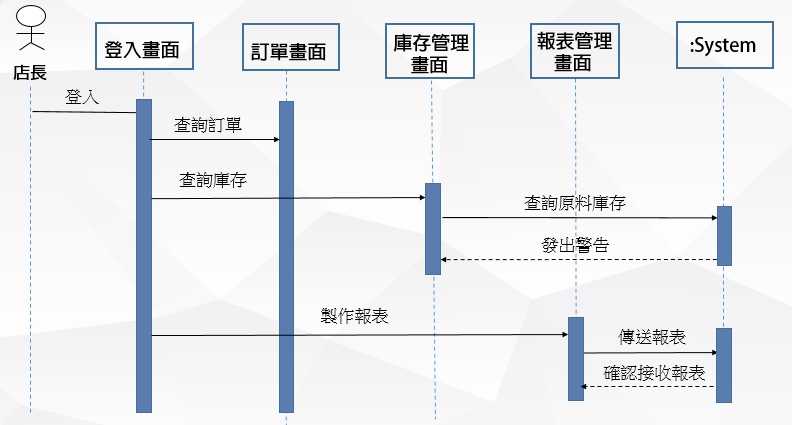 店長
登入畫面
訂單畫面
庫存管理
畫面
報表管理
畫面
:System
登入
查詢訂單
查詢庫存
查詢原料庫存
發出警告
製作報表
傳送報表
確認接收報表